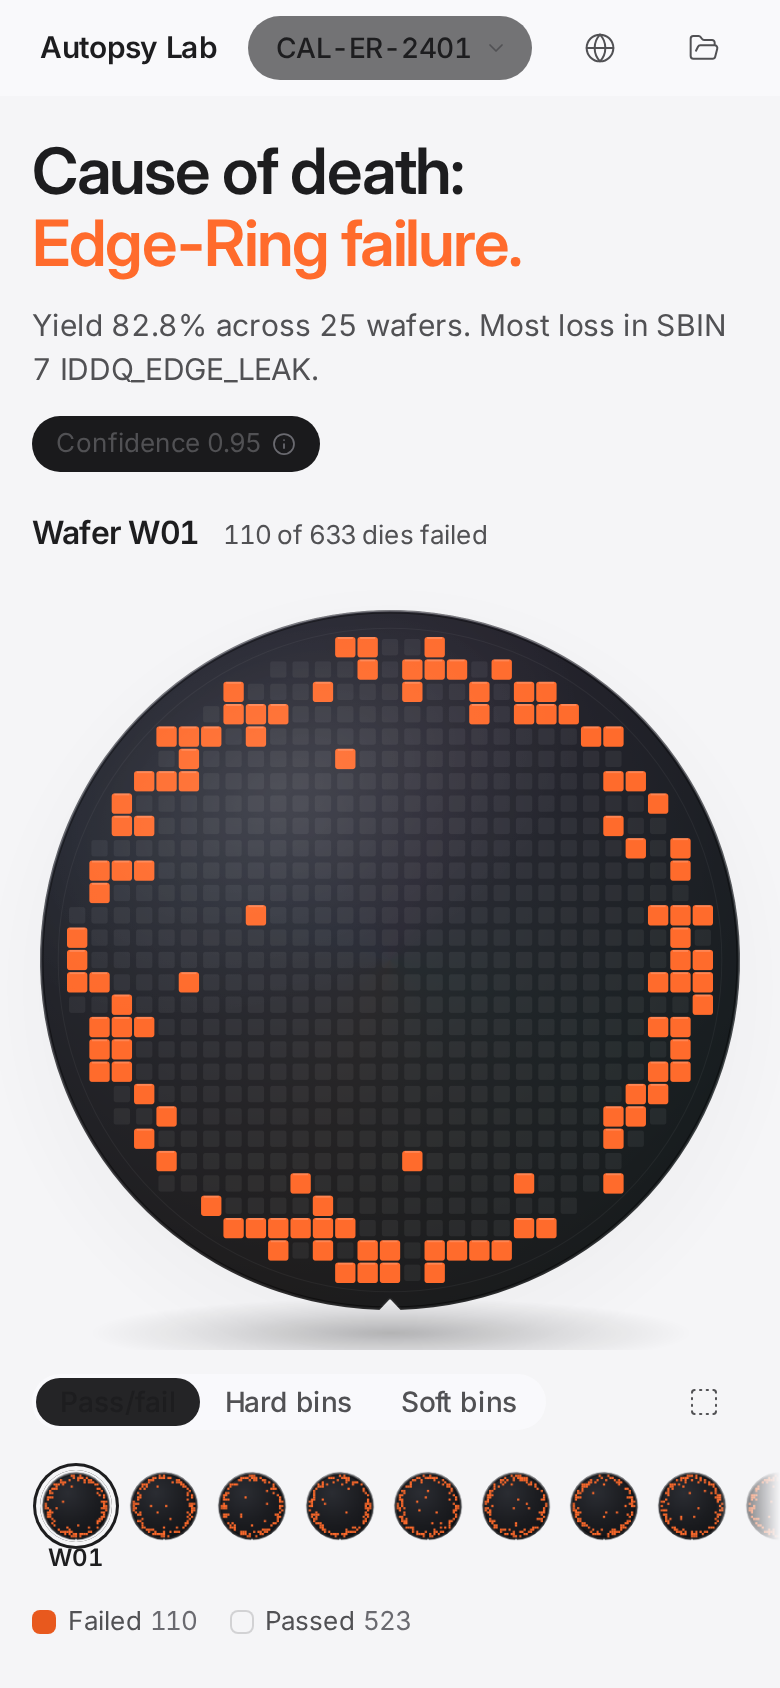 Autopsy Lab
CAL-ER-2401
Cause of death:
Edge-Ring failure.
Yield 82.8% across 25 wafers. Most loss in SBIN
7 IDDQ_EDGE_LEAK.
Confidence 0.95
Wafer W01 110 of 633 dies failed
Pass/fail Hard bins Soft bins
W01
Failed 110 Passed 523